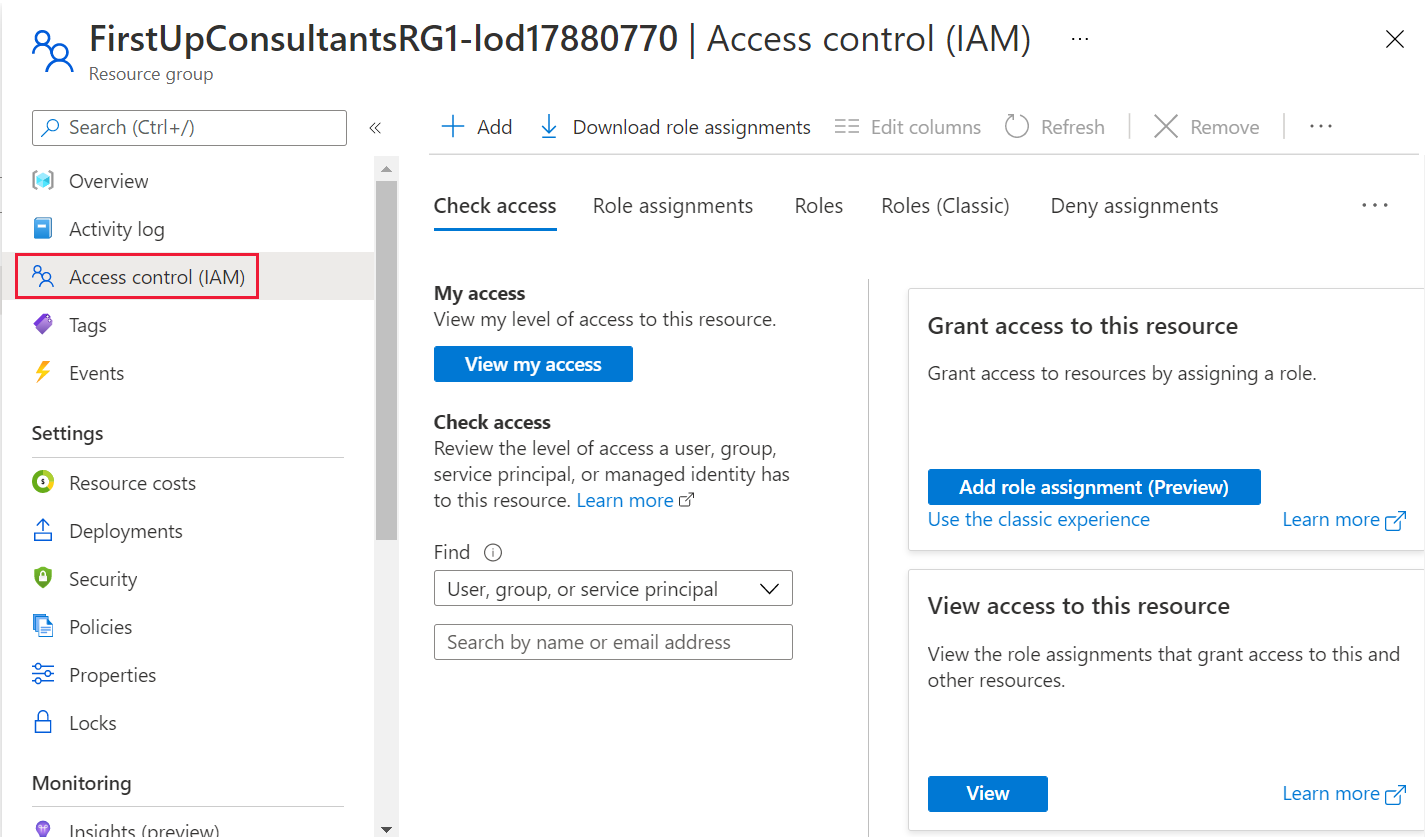 FirstUpConsultantsRG1-lod17880770 | Access control (IAM) ...
Resource group
Search (Ctrl+/)
«
Overview
Activity log
Access control (IAM)
Tags
Events
Settings
Resource costs
Deployments
Security
Policies
Properties
Locks
Monitoring
Insights (preview)
Add
Download role assignments
Edit columns
Refresh
Remove
...
Check access
Role assignments
Roles
Roles (Classic)
Deny assignments
...
My access
View my level of access to this resource.
View my access
Check access
Review the level of access a user, group,
service principal, or managed identity has
to this resource. Learn more
Find
User, group, or service principal
Search by name or email address
Grant access to this resource
Grant access to resources by assigning a role.
Add role assignment (Preview)
Use the classic experience
Learn more
View access to this resource
View the role assignments that grant access to this and
other resources.
View
Learn more